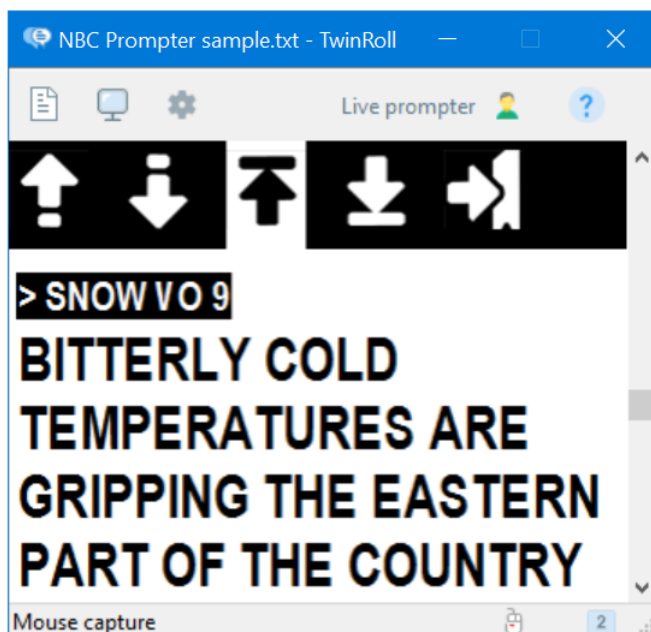 NBC Prompter sample.txt - TwinRoll
Live prompter
?
> SNOW VO 9
BITTERLY COLD
TEMPERATURES ARE
GRIPPING THE EASTERN
PART OF THE COUNTRY
Mouse capture
2